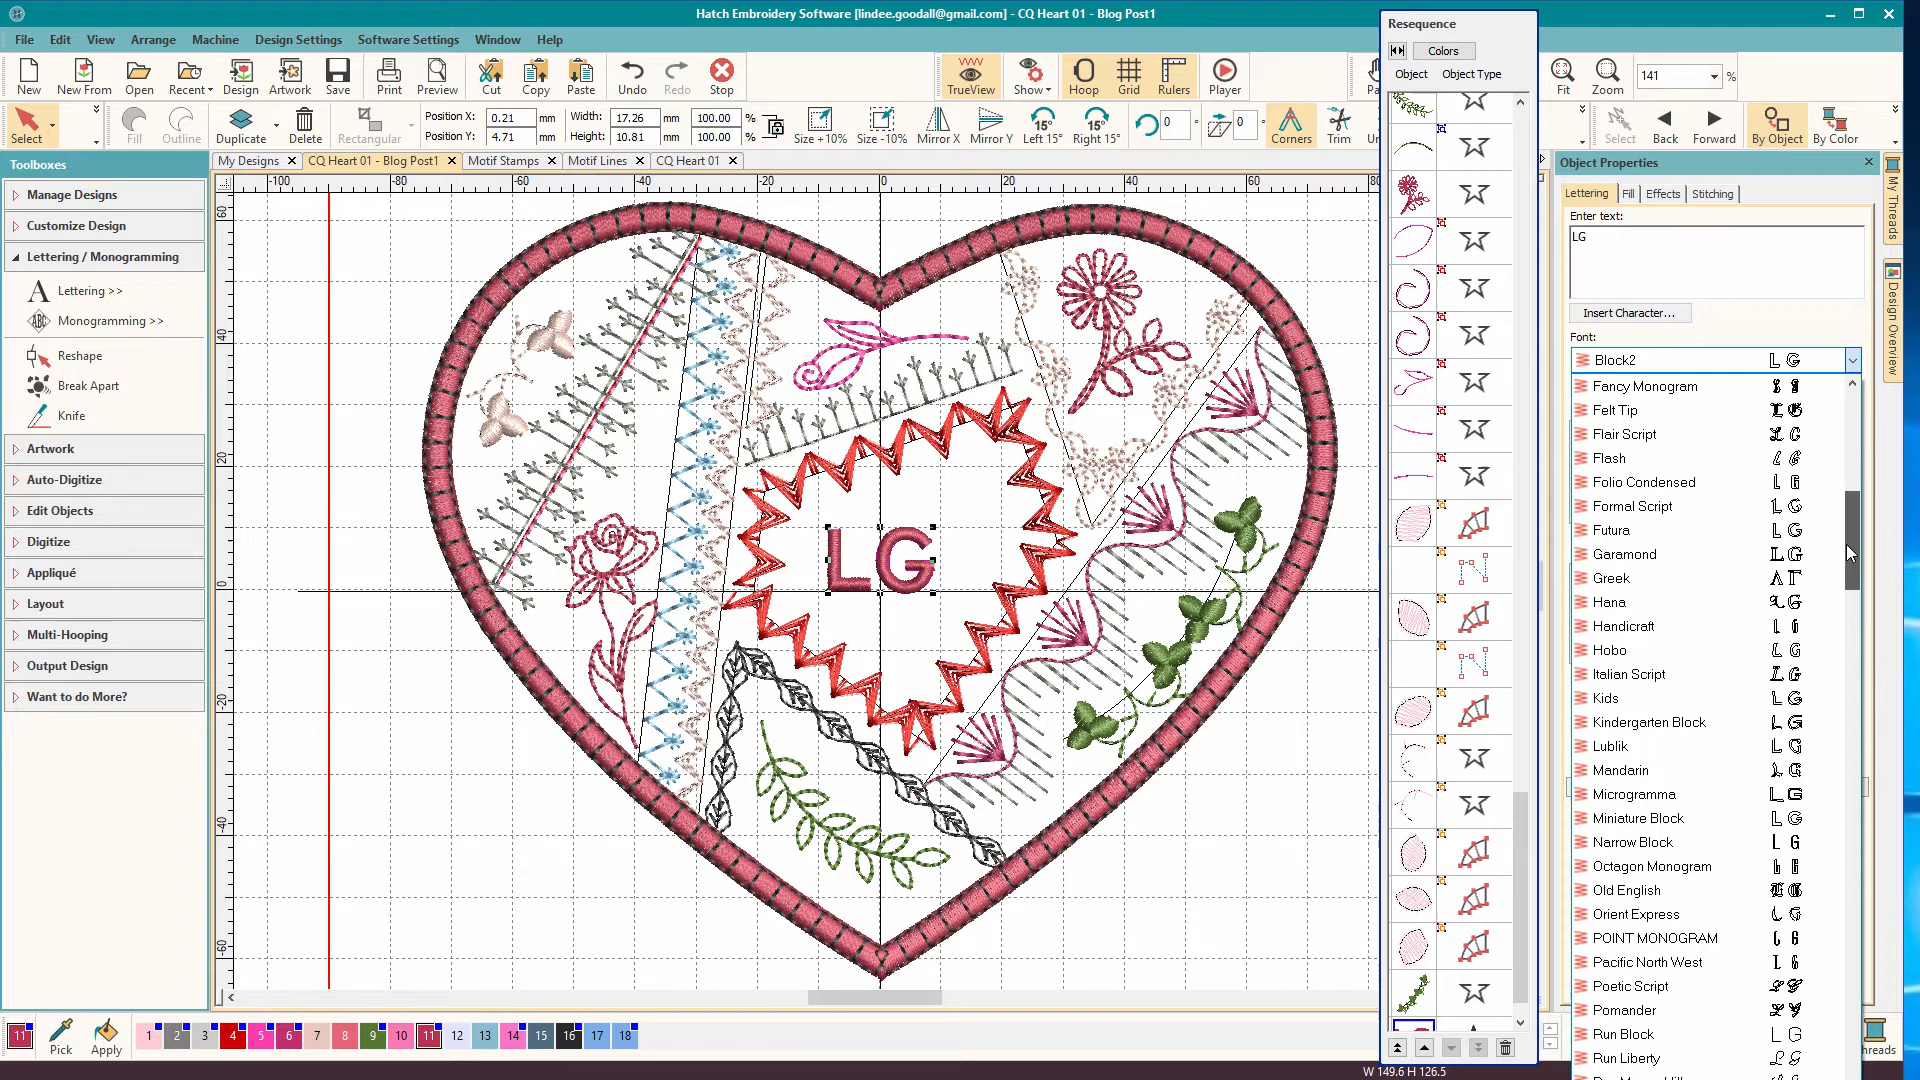 Hatch Embroidery Software [lindee.goodall@gmail.com] - CQ Heart 01 - Blog Post1
File Edit View Arrange Machine Design Settings Software Settings Window Help
New New From Open Recent Design Artwork Save Print Preview Cut Copy Paste Undo Redo Stop TrueView Show Hoop Grid Rulers Player Fit Zoom 141 %
Select Fill Outline Duplicate Delete Rectangular
Position X: 0.21 mm Width: 17.26 mm 100.00 %
Position Y: 4.71 mm Height: 10.81 mm 100.00 %
Size +10% Size -10% Mirror X Mirror Y 15° Left 15° 15° Right 15° 0 ° 0 ° Corners Trim Select Back Forward By Object By Color
My Designs CQ Heart 01 - Blog Post1 Motif Stamps Motif Lines CQ Heart 01
-100 -80 -60 -40 -20 0 20 40 60 80
60
40
20
0
-20
-40
-60
Toolboxes
Manage Designs
Customize Design
Lettering / Monogramming
Lettering >>
Monogramming >>
Reshape
Break Apart
Knife
Artwork
Auto-Digitize
Edit Objects
Digitize
Appliqué
Layout
Multi-Hooping
Output Design
Want to do More?
LG
Resequence
Colors
Object Object Type
Object Properties
Lettering Fill Effects Stitching
Enter text:
LG
Insert Character...
Font:
Block2 L G
Fancy Monogram
Felt Tip
Flair Script
Flash
Folio Condensed
Formal Script
Futura
Garamond
Greek
Hana
Handicraft
Hobo
Italian Script
Kids
Kindergarten Block
Lublik
Mandarin
Microgramma
Miniature Block
Narrow Block
Octagon Monogram
Old English
Orient Express
POINT MONOGRAM
Pacific North West
Poetic Script
Pomander
Run Block
Run Liberty
My Threads
Design Overview
11 Pick Apply 1 2 3 4 5 6 7 8 9 10 11 12 13 14 15 16 17 18
W 149.6 H 126.5